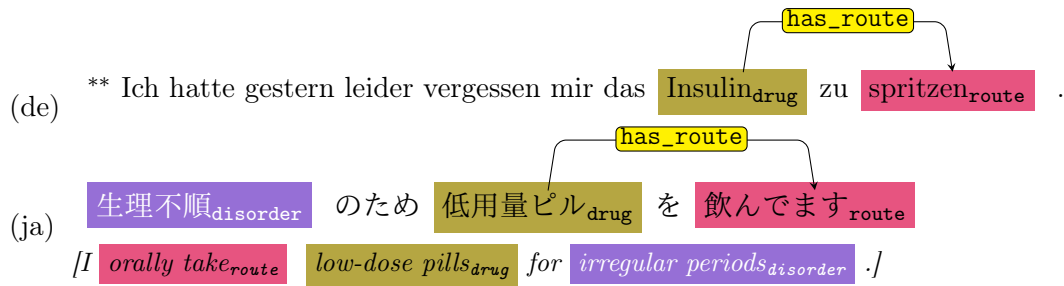 has_route
(de) ** Ich hatte gestern leider vergessen mir das Insulin drug zu spritzen route .
has_route
(ja) 生理不順 disorder のため 低用量ピル drug を 飲んでます route
[I orally take route low-dose pills drug for irregular periods disorder .]